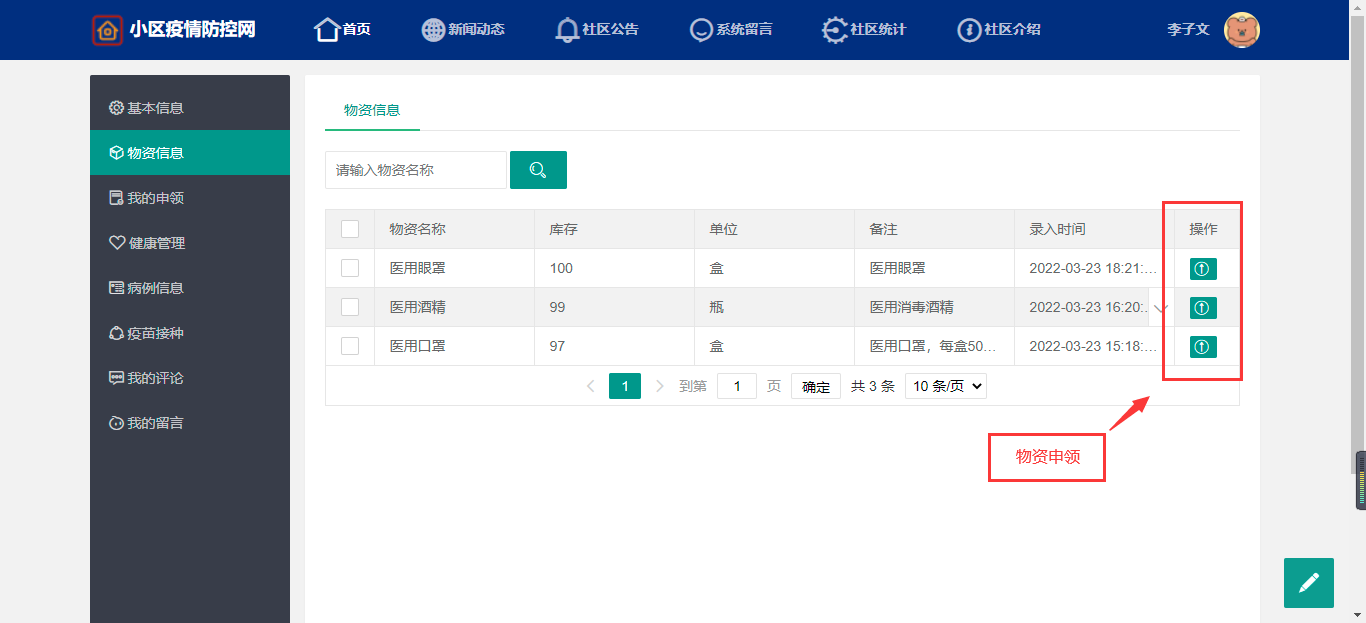 小区疫情防控网 首页 新闻动态 社区公告 系统留言 社区统计 社区介绍 李子文
基本信息
物资信息
我的申领
健康管理
病例信息
疫苗接种
我的评论
我的留言
物资信息
请输入物资名称
物资名称 库存 单位 备注 录入时间 操作
医用眼罩 100 盒 医用眼罩 2022-03-23 18:21:...
医用酒精 99 瓶 医用消毒酒精 2022-03-23 16:20:..
医用口罩 97 盒 医用口罩，每盒50... 2022-03-23 15:18:...
1 到第 1 页 确定 共 3 条 10 条/页
物资申领